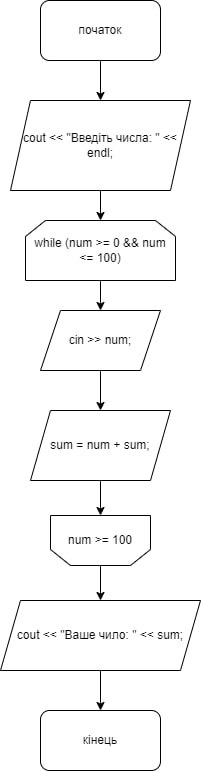 початок
cout << "Введіть числа: " <<
endl;
while (num >= 0 && num
<= 100)
cin >> num;
sum = num + sum;
num >= 100
cout << "Ваше чило: " << sum;
кінець